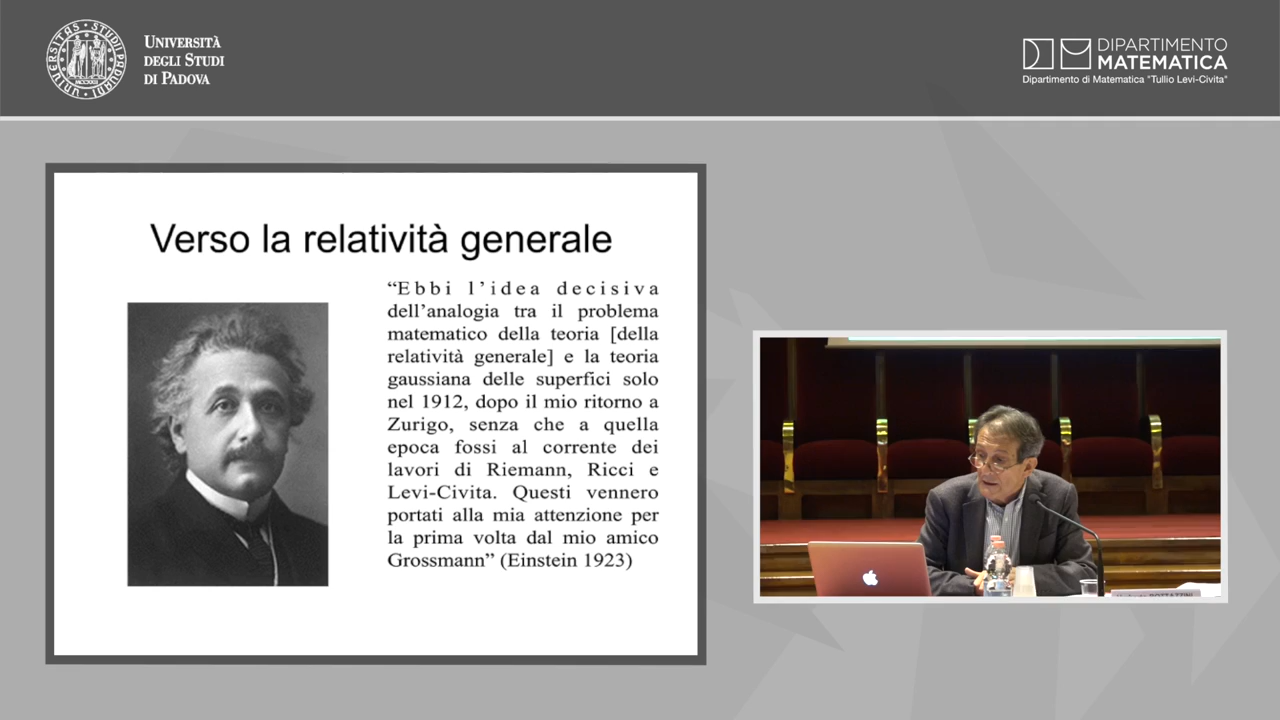 UNIVERSITÀ
DEGLI STUDI
DI PADOVA
DIPARTIMENTO
MATEMATICA
Dipartimento di Matematica "Tullio Levi-Civita"
Verso la relatività generale
“Ebbi l’idea decisiva
dell’analogia tra il problema
matematico della teoria [della
relatività generale] e la teoria
gaussiana delle superfici solo
nel 1912, dopo il mio ritorno a
Zurigo, senza che a quella
epoca fossi al corrente dei
lavori di Riemann, Ricci e
Levi-Civita. Questi vennero
portati alla mia attenzione per
la prima volta dal mio amico
Grossmann” (Einstein 1923)